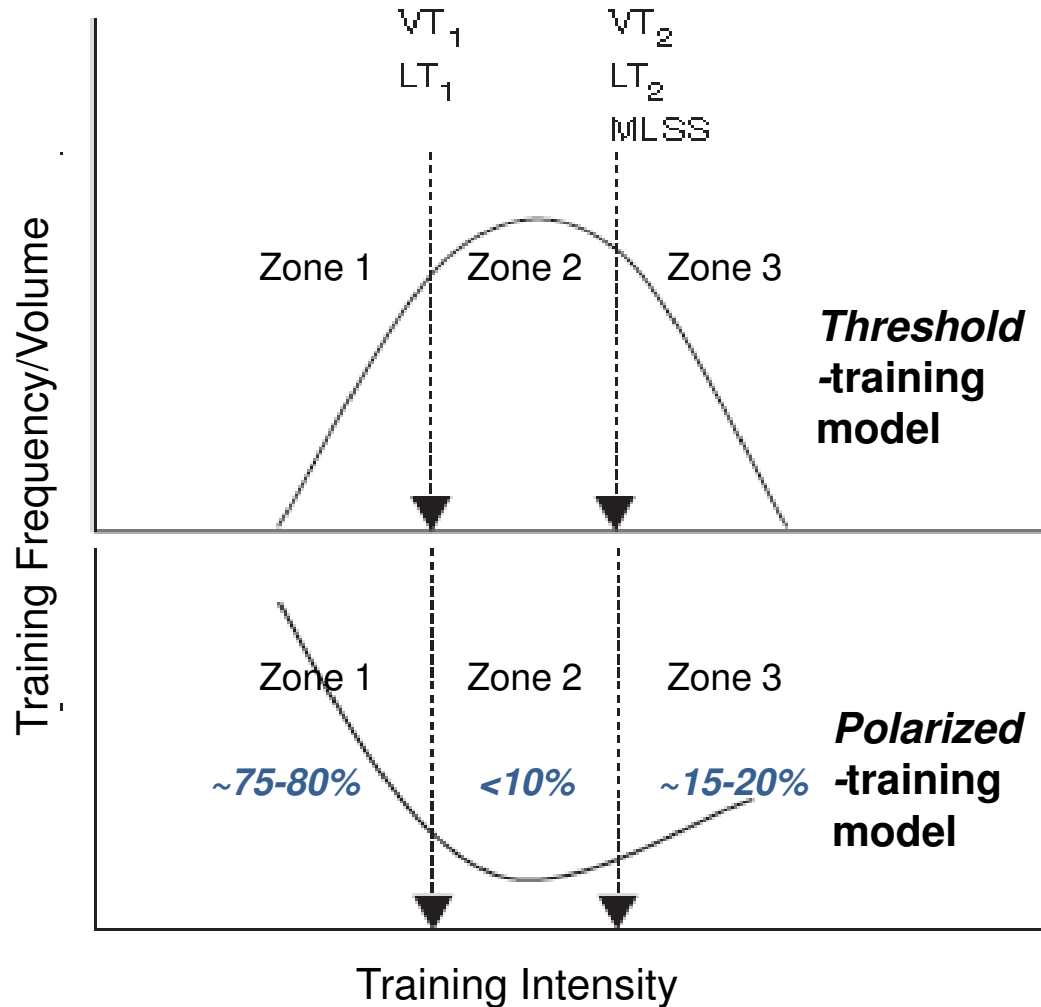 VT1
LT1
VT2
LT2
MLSS
Training Frequency/Volume
Zone 1
Zone 2
Zone 3
Threshold
-training
model
Zone 1
Zone 2
Zone 3
~75-80%
<10%
~15-20%
Polarized
-training
model
Training Intensity